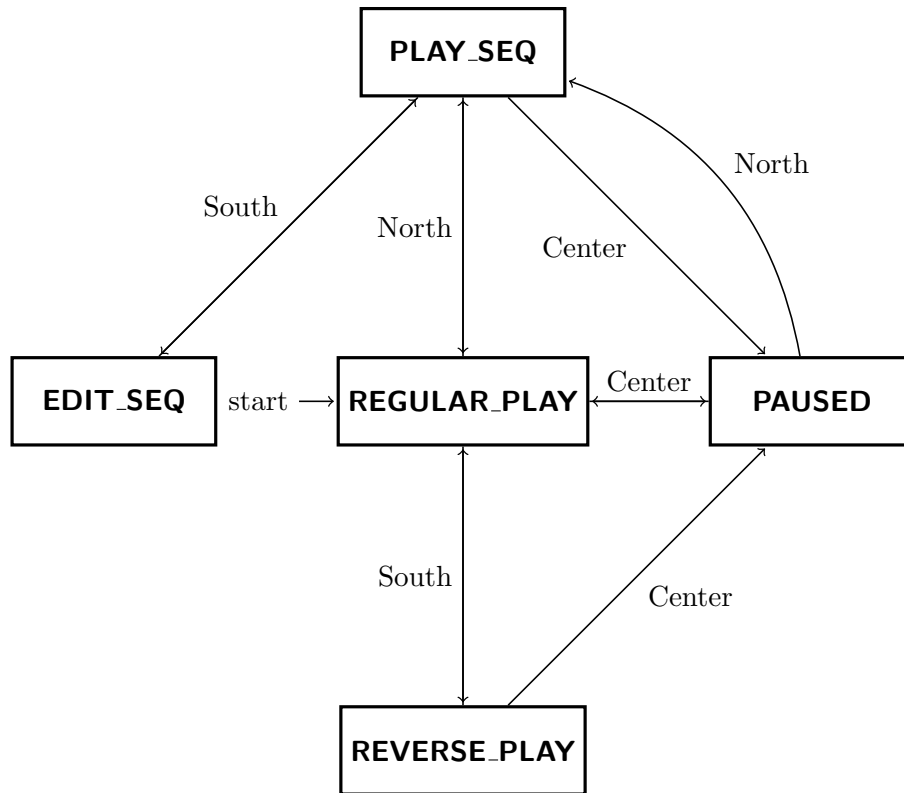 PLAY_SEQ
North
South
North
Center
EDIT_SEQ
start
REGULAR_PLAY
Center
PAUSED
South
Center
REVERSE_PLAY